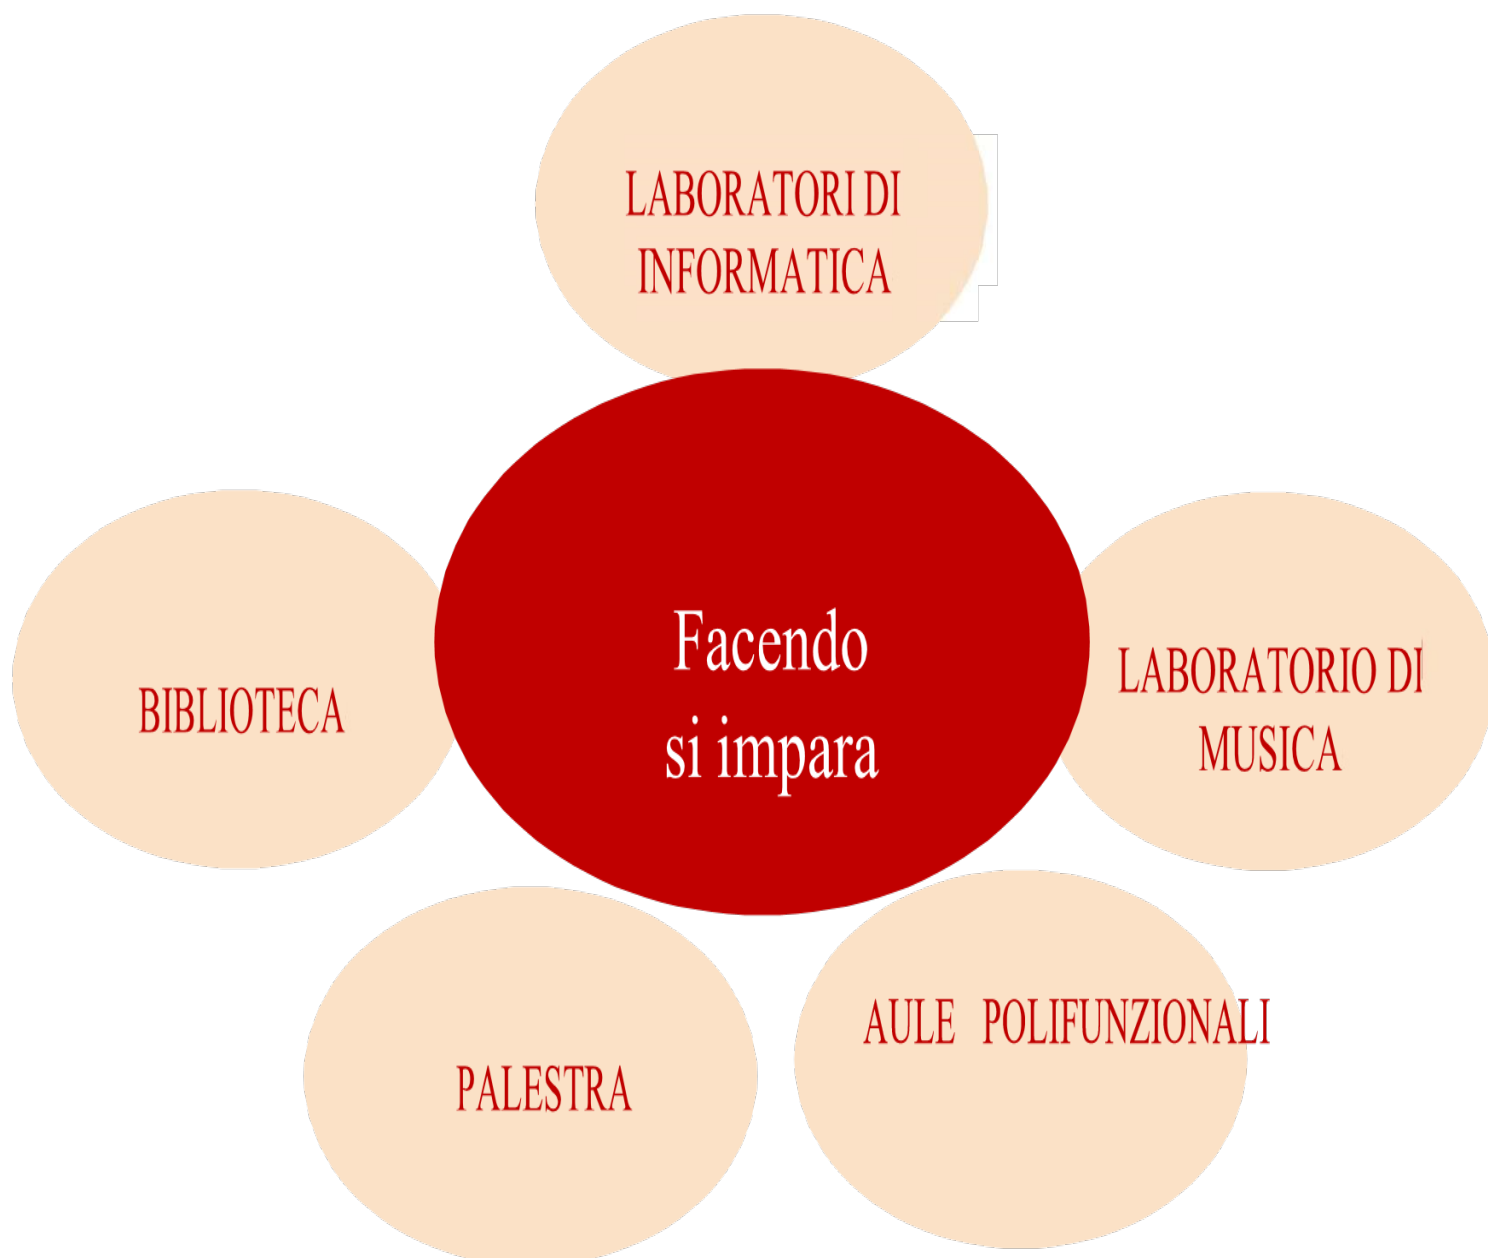 LABORATORI DI
INFORMATICA
Facendo
si impara
BIBLIOTECA
LABORATORIO DI
MUSICA
AULE POLIFUNZIONALI
PALESTRA